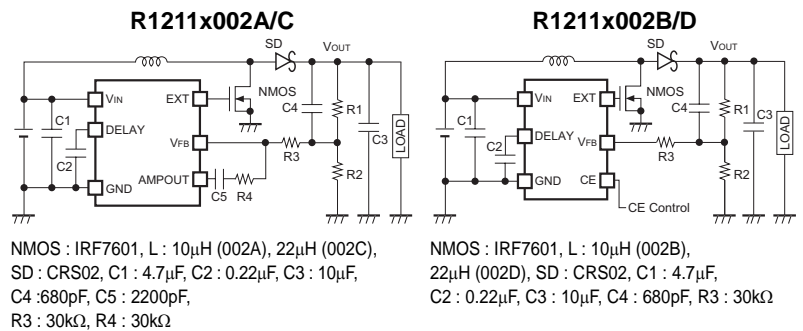 R1211x002A/C
SD
VOUT
NMOS
VIN
EXT
C4
R1
C1
DELAY
VFB
C3
LOAD
C2
R3
R2
AMPOUT
GND
C5
R4
NMOS : IRF7601, L : 10μH (002A), 22μH (002C),
SD : CRS02, C1 : 4.7μF, C2 : 0.22μF, C3 : 10μF,
C4 :680pF, C5 : 2200pF,
R3 : 30kΩ, R4 : 30kΩ
R1211x002B/D
SD
VOUT
NMOS
VIN
EXT
C4
R1
C3
C1
DELAY
VFB
LOAD
C2
R3
R2
GND
CE
CE Control
NMOS : IRF7601, L : 10μH (002B),
22μH (002D), SD : CRS02, C1 : 4.7μF,
C2 : 0.22μF, C3 : 10μF, C4 : 680pF, R3 : 30kΩ